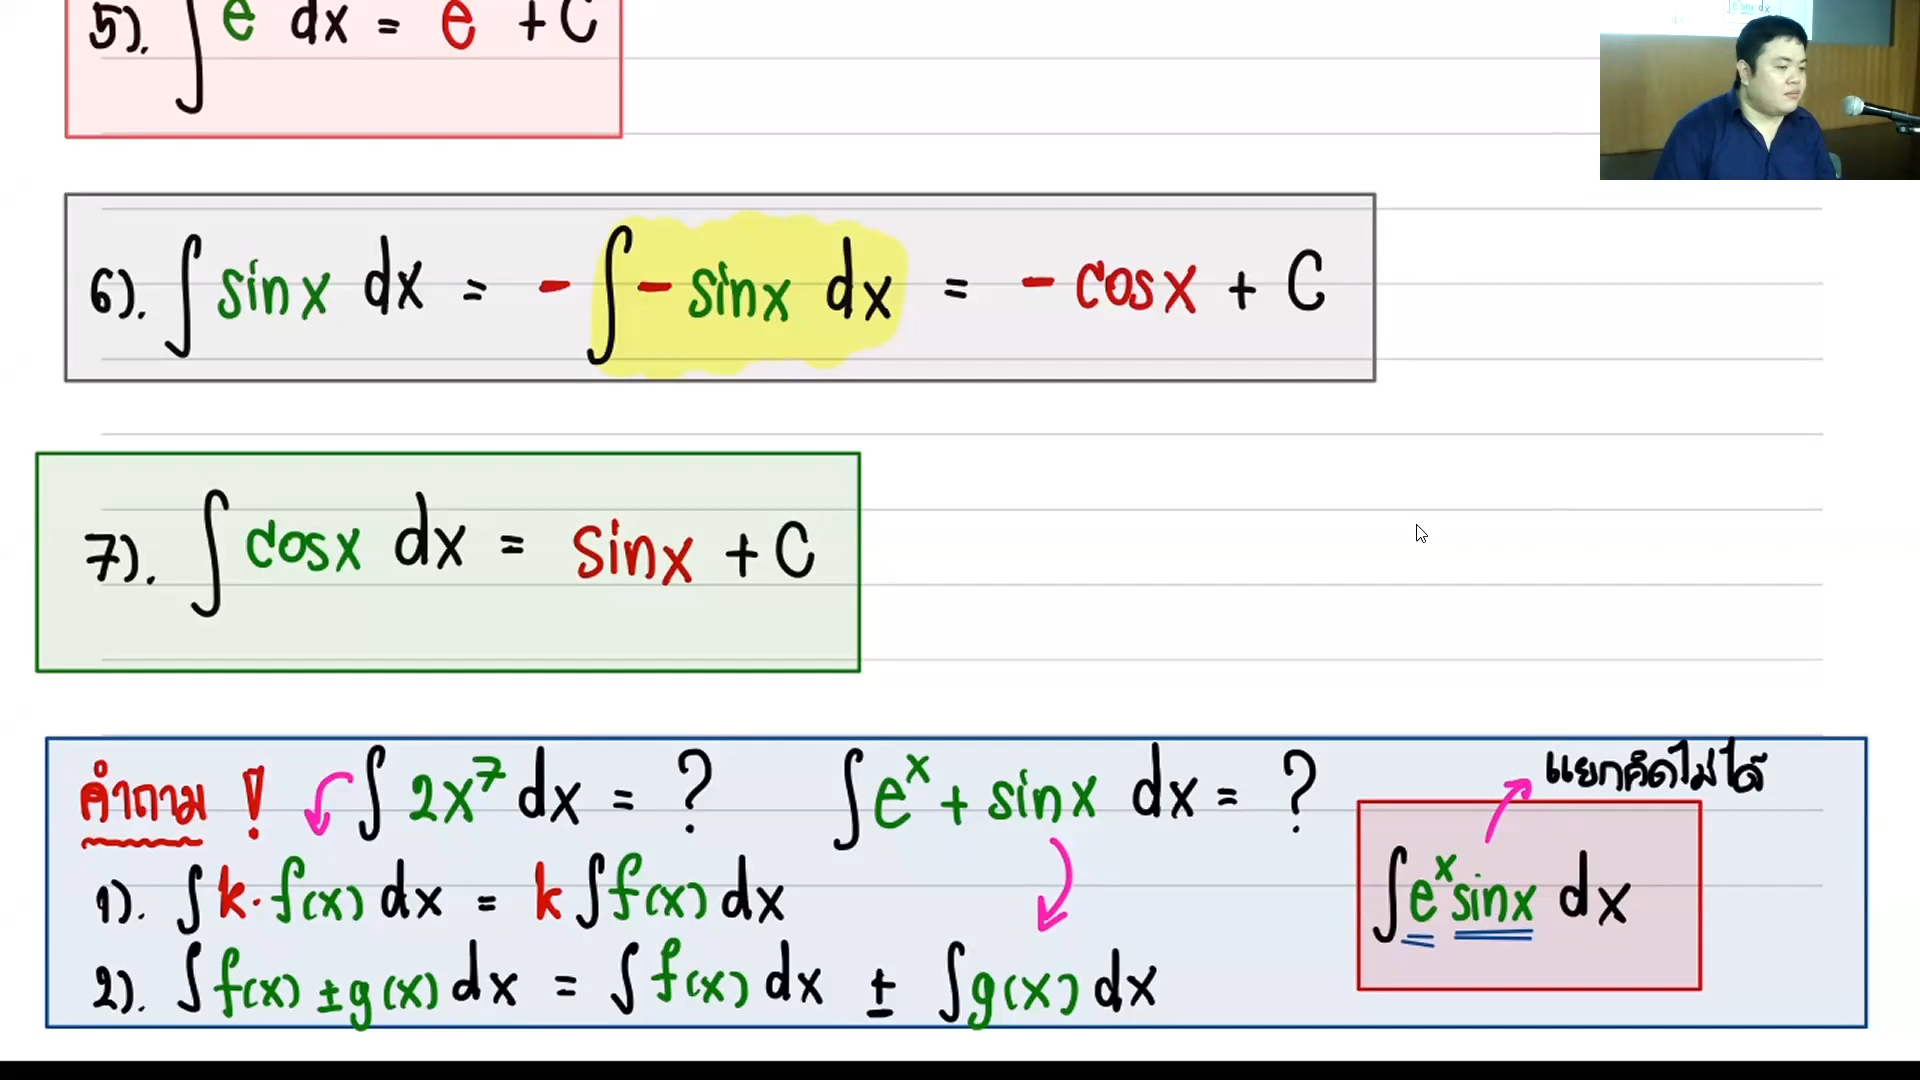 5). ∫ e dx = e + C
6). ∫ sinx dx = - ∫ - sinx dx = - cosx + C
7). ∫ cosx dx = sinx + C
คำถาม ! ∫ 2x⁷ dx = ? ∫ eˣ + sinx dx = ? แยกคิดไม่ได้
1). ∫ k · f(x) dx = k ∫ f(x) dx ∫ eˣ sinx dx
2). ∫ f(x) ± g(x) dx = ∫ f(x) dx ± ∫ g(x) dx